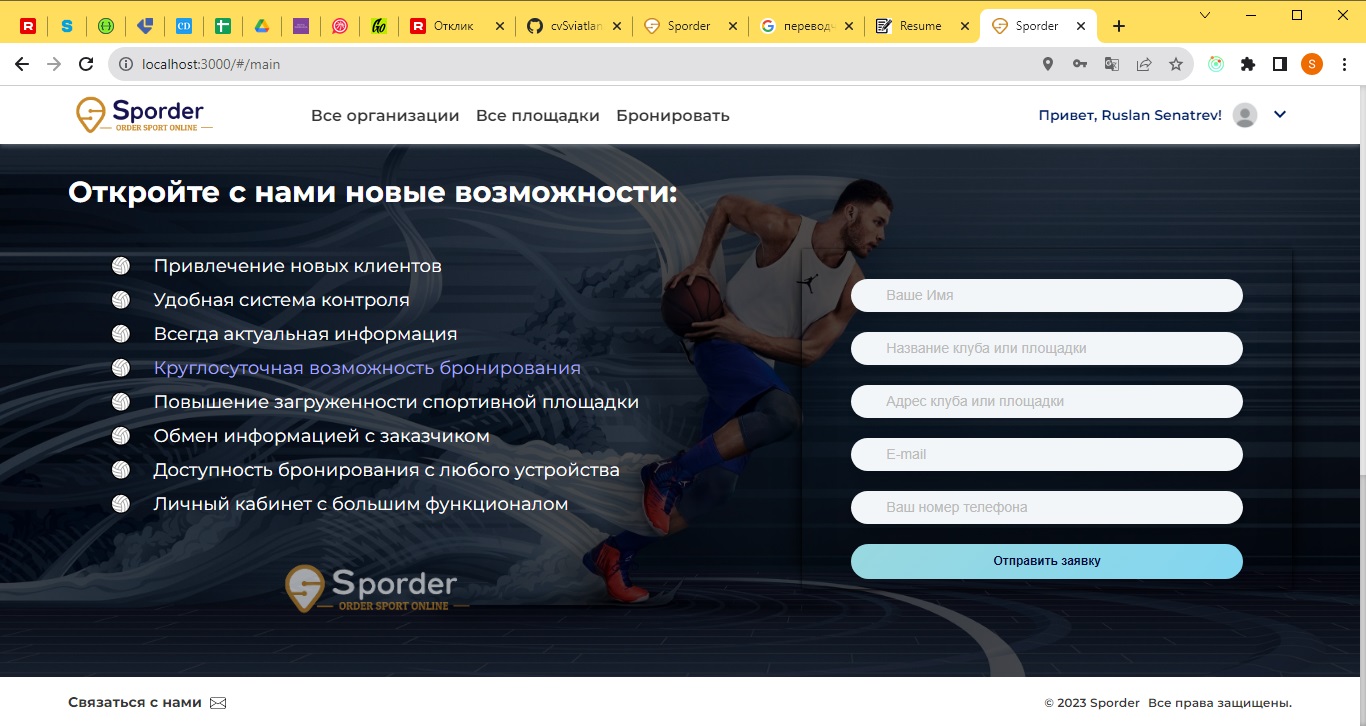 R
S
CD
Go
R Отклик
cvSviatlan
Sporder
G переводч
Resume
Sporder
localhost:3000/#/main
S
Sporder
ORDER SPORT ONLINE
Все организации Все площадки Бронировать
Привет, Ruslan Senatrev!
Откройте с нами новые возможности:
Привлечение новых клиентов
Удобная система контроля
Всегда актуальная информация
Круглосуточная возможность бронирования
Повышение загруженности спортивной площадки
Обмен информацией с заказчиком
Доступность бронирования с любого устройства
Личный кабинет с большим функционалом
Sporder
ORDER SPORT ONLINE
Ваше Имя
Название клуба или площадки
Адрес клуба или площадки
E-mail
Ваш номер телефона
Отправить заявку
Связаться с нами
© 2023 Sporder Все права защищены.